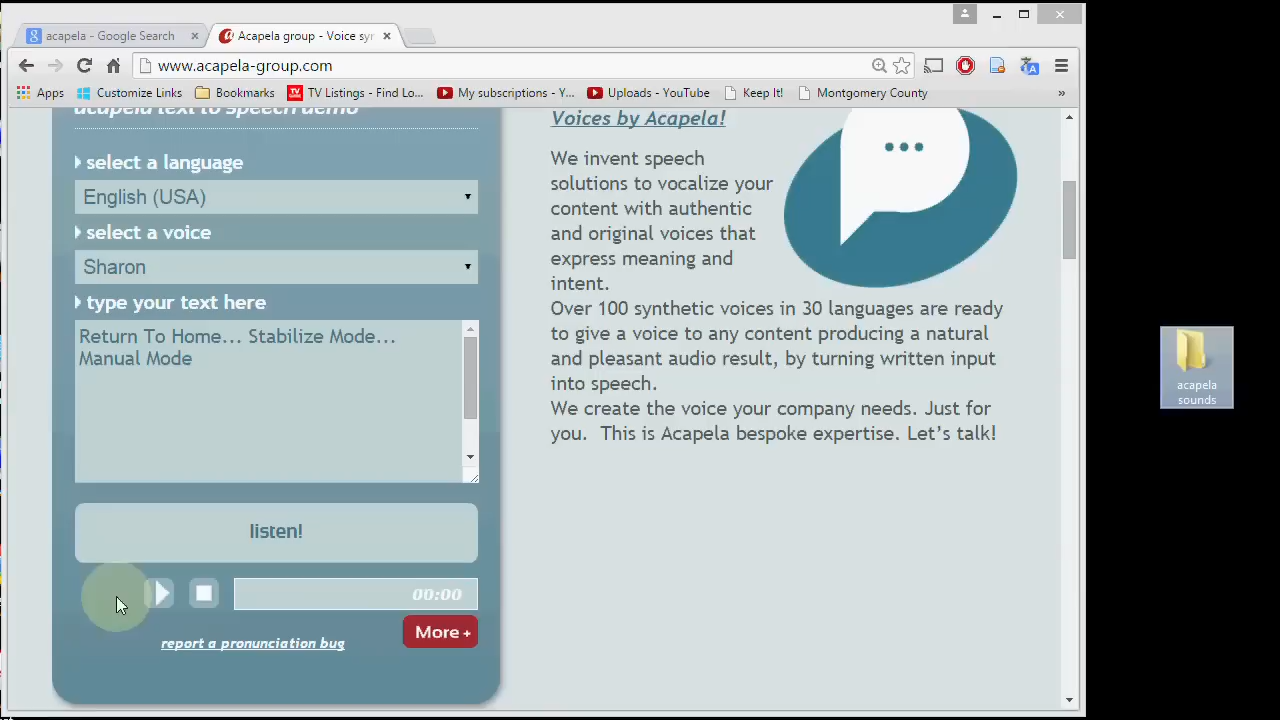 acapela - Google Search
Acapela group - Voice syn
www.acapela-group.com
Apps
Customize Links
Bookmarks
TV Listings - Find Lo...
My subscriptions - Y...
Uploads - YouTube
Keep It!
Montgomery County
»
acapela text to speech demo
select a language
English (USA)
select a voice
Sharon
type your text here
Return To Home... Stabilize Mode...
Manual Mode
listen!
00:00
More +
report a pronunciation bug
Voices by Acapela!
We invent speech
solutions to vocalize your
content with authentic
and original voices that
express meaning and
intent.
Over 100 synthetic voices in 30 languages are ready
to give a voice to any content producing a natural
and pleasant audio result, by turning written input
into speech.
We create the voice your company needs. Just for
you.  This is Acapela bespoke expertise. Let's talk!
acapela
sounds